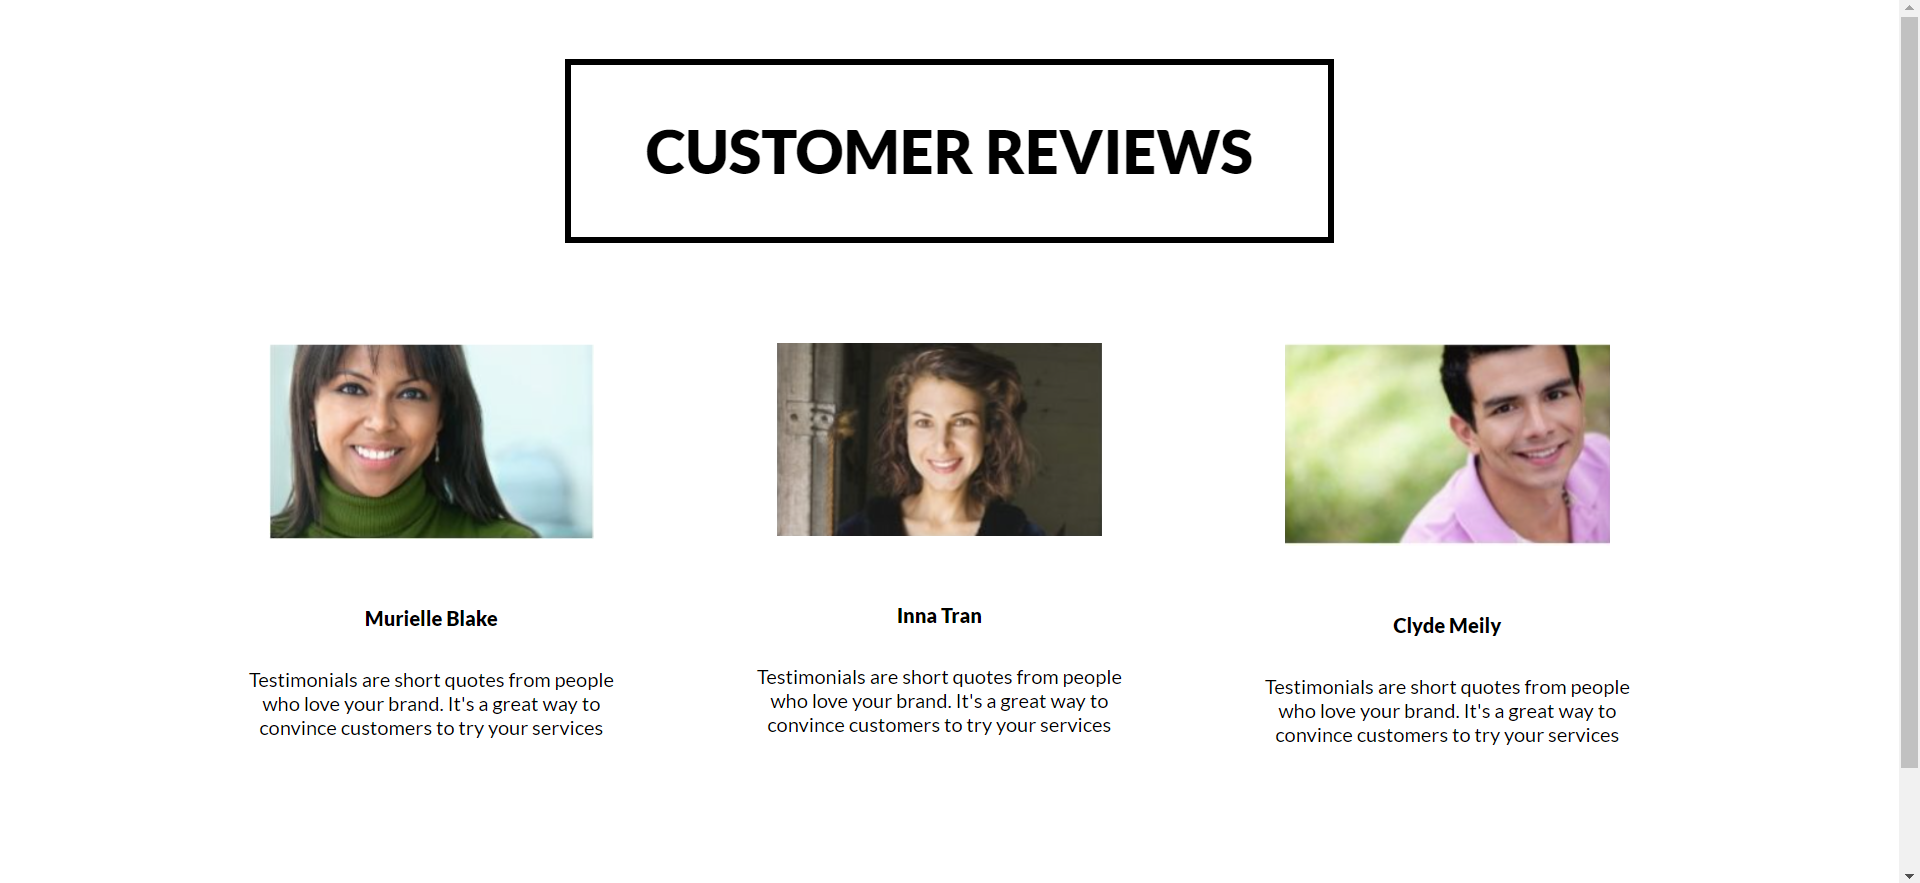 CUSTOMER REVIEWS
Murielle Blake
Testimonials are short quotes from people
who love your brand. It's a great way to
convince customers to try your services
Inna Tran
Testimonials are short quotes from people
who love your brand. It's a great way to
convince customers to try your services
Clyde Meily
Testimonials are short quotes from people
who love your brand. It's a great way to
convince customers to try your services